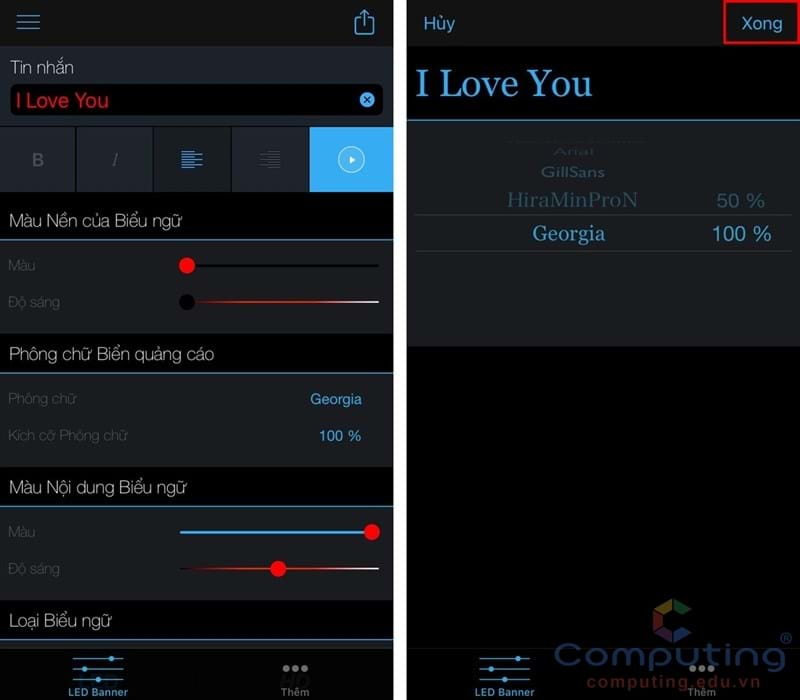 Tin nhắn
I Love You
B
I
Màu Nền của Biểu ngữ
Màu
Độ sáng
Phông chữ Biển quảng cáo
Phông chữ
Georgia
Kích cỡ Phông chữ
100 %
Màu Nội dung Biểu ngữ
Màu
Độ sáng
Loại Biểu ngữ
LED Banner
Thêm
Hủy
Xong
I Love You
Arial
GillSans
HiraMinProN
50 %
Georgia
100 %
Computing®
computing.edu.vn
LED Banner
Thêm